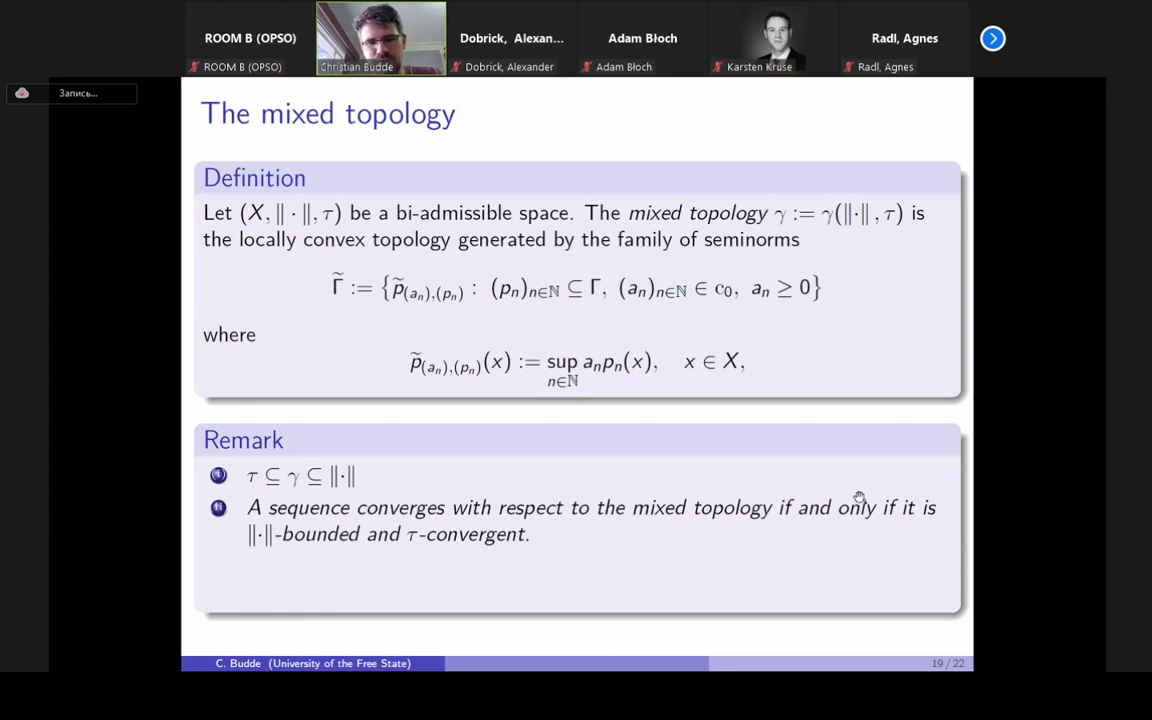 ROOM B (OPSO)
Dobrick, Alexan...
Adam Błoch
Radl, Agnes
ROOM B (OPSO)
Christian Budde
Dobrick, Alexander
Adam Błoch
Karsten Kruse
Radl, Agnes
Запись...
The mixed topology
Definition
Let (X, ‖ · ‖, τ) be a bi-admissible space. The mixed topology γ := γ(‖·‖, τ) is
the locally convex topology generated by the family of seminorms
Γ̃ := {p̃₍ₐₙ₎,₍ₚₙ₎ : (pₙ)ₙ∈ℕ ⊆ Γ, (aₙ)ₙ∈ℕ ∈ c₀, aₙ ≥ 0}
where
p̃₍ₐₙ₎,₍ₚₙ₎(x) := sup aₙpₙ(x), x ∈ X,
n∈ℕ
Remark
i τ ⊆ γ ⊆ ‖·‖
ii A sequence converges with respect to the mixed topology if and only if it is
‖·‖-bounded and τ-convergent.
C. Budde (University of the Free State)
19 / 22